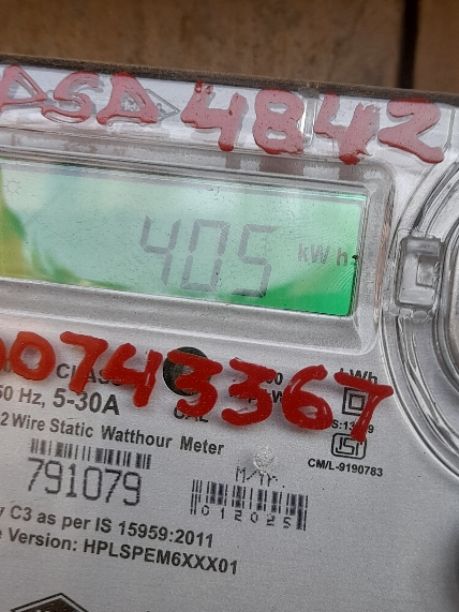 ASA 4842
405 kWh
00743367
50 Hz, 5-30A
CAL
2 Wire Static Watthour Meter
791079
M/Yr.
012025
CM/L-9190783
C3 as per IS 15959:2011
Version: HPLSPEM6XXX01